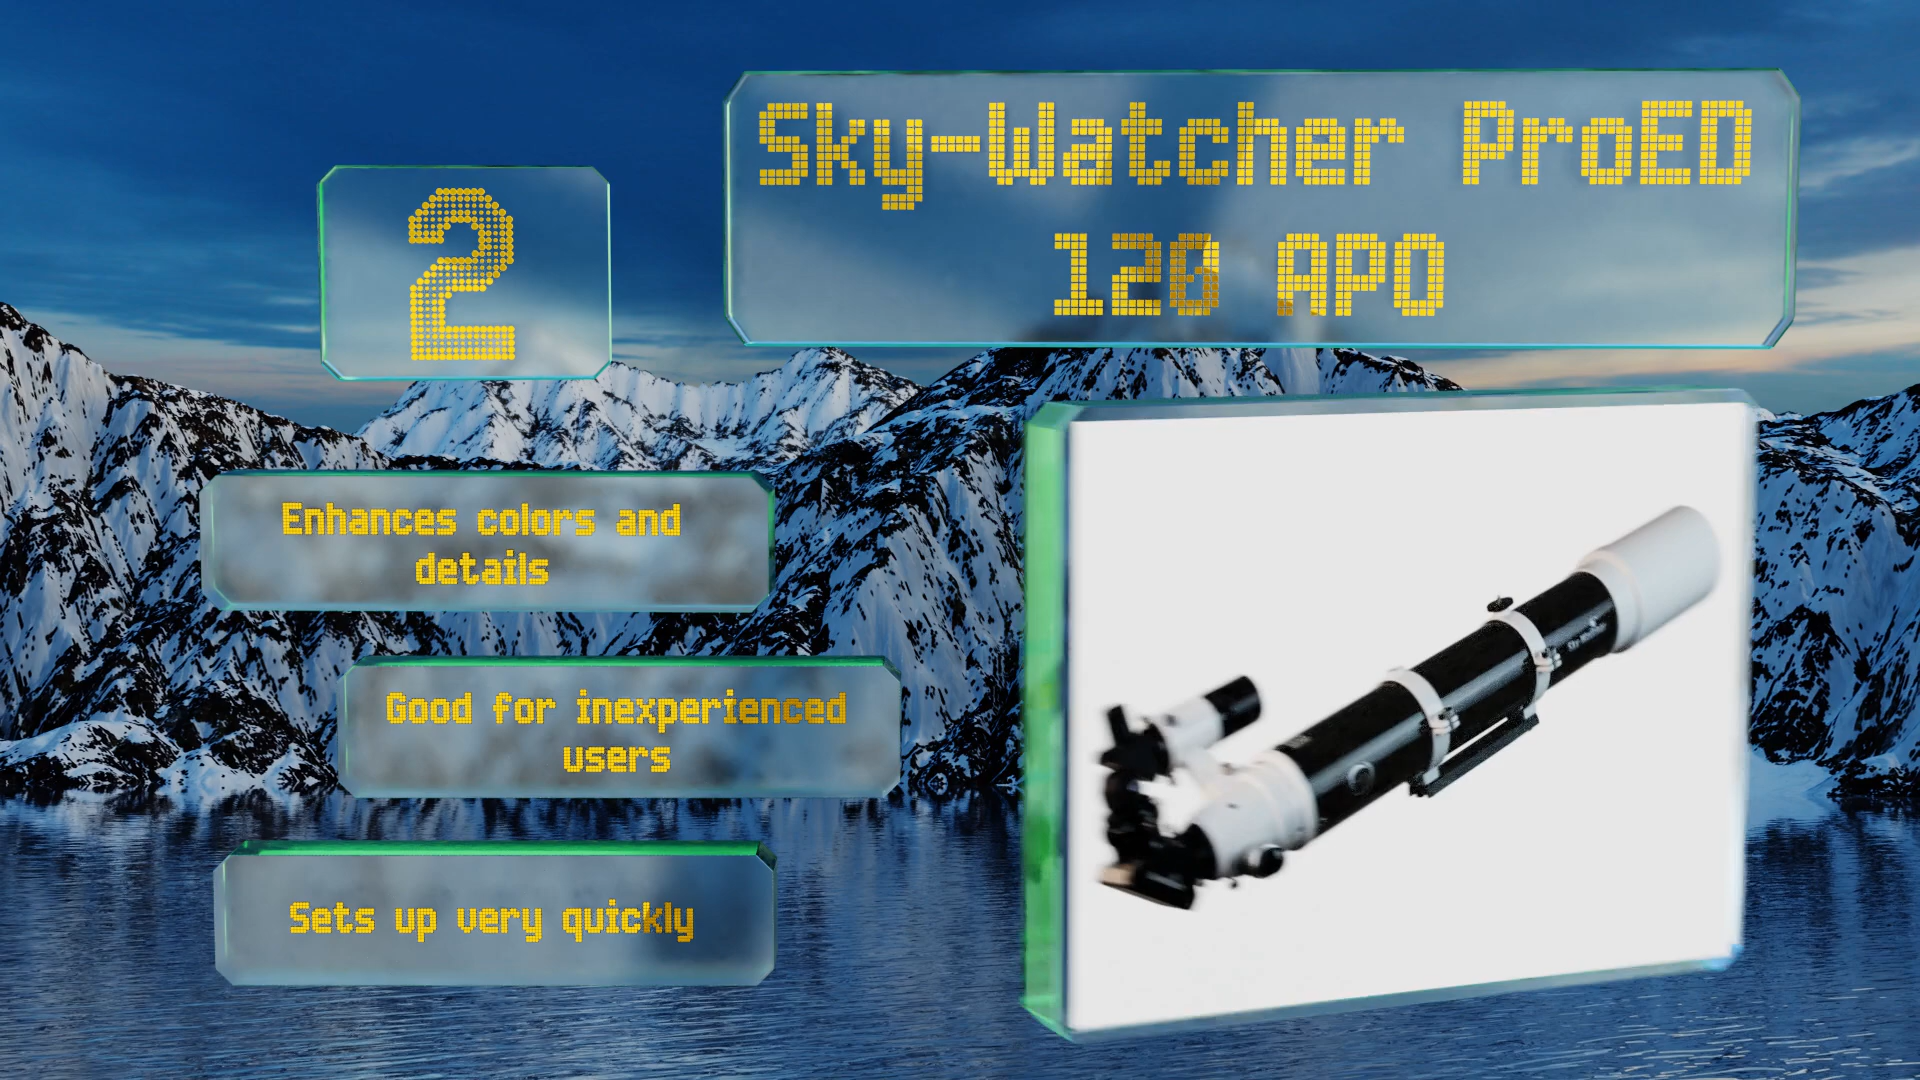 2
Sky-Watcher ProED
120 APO
Enhances colors and
details
Good for inexperienced
users
Sets up very quickly